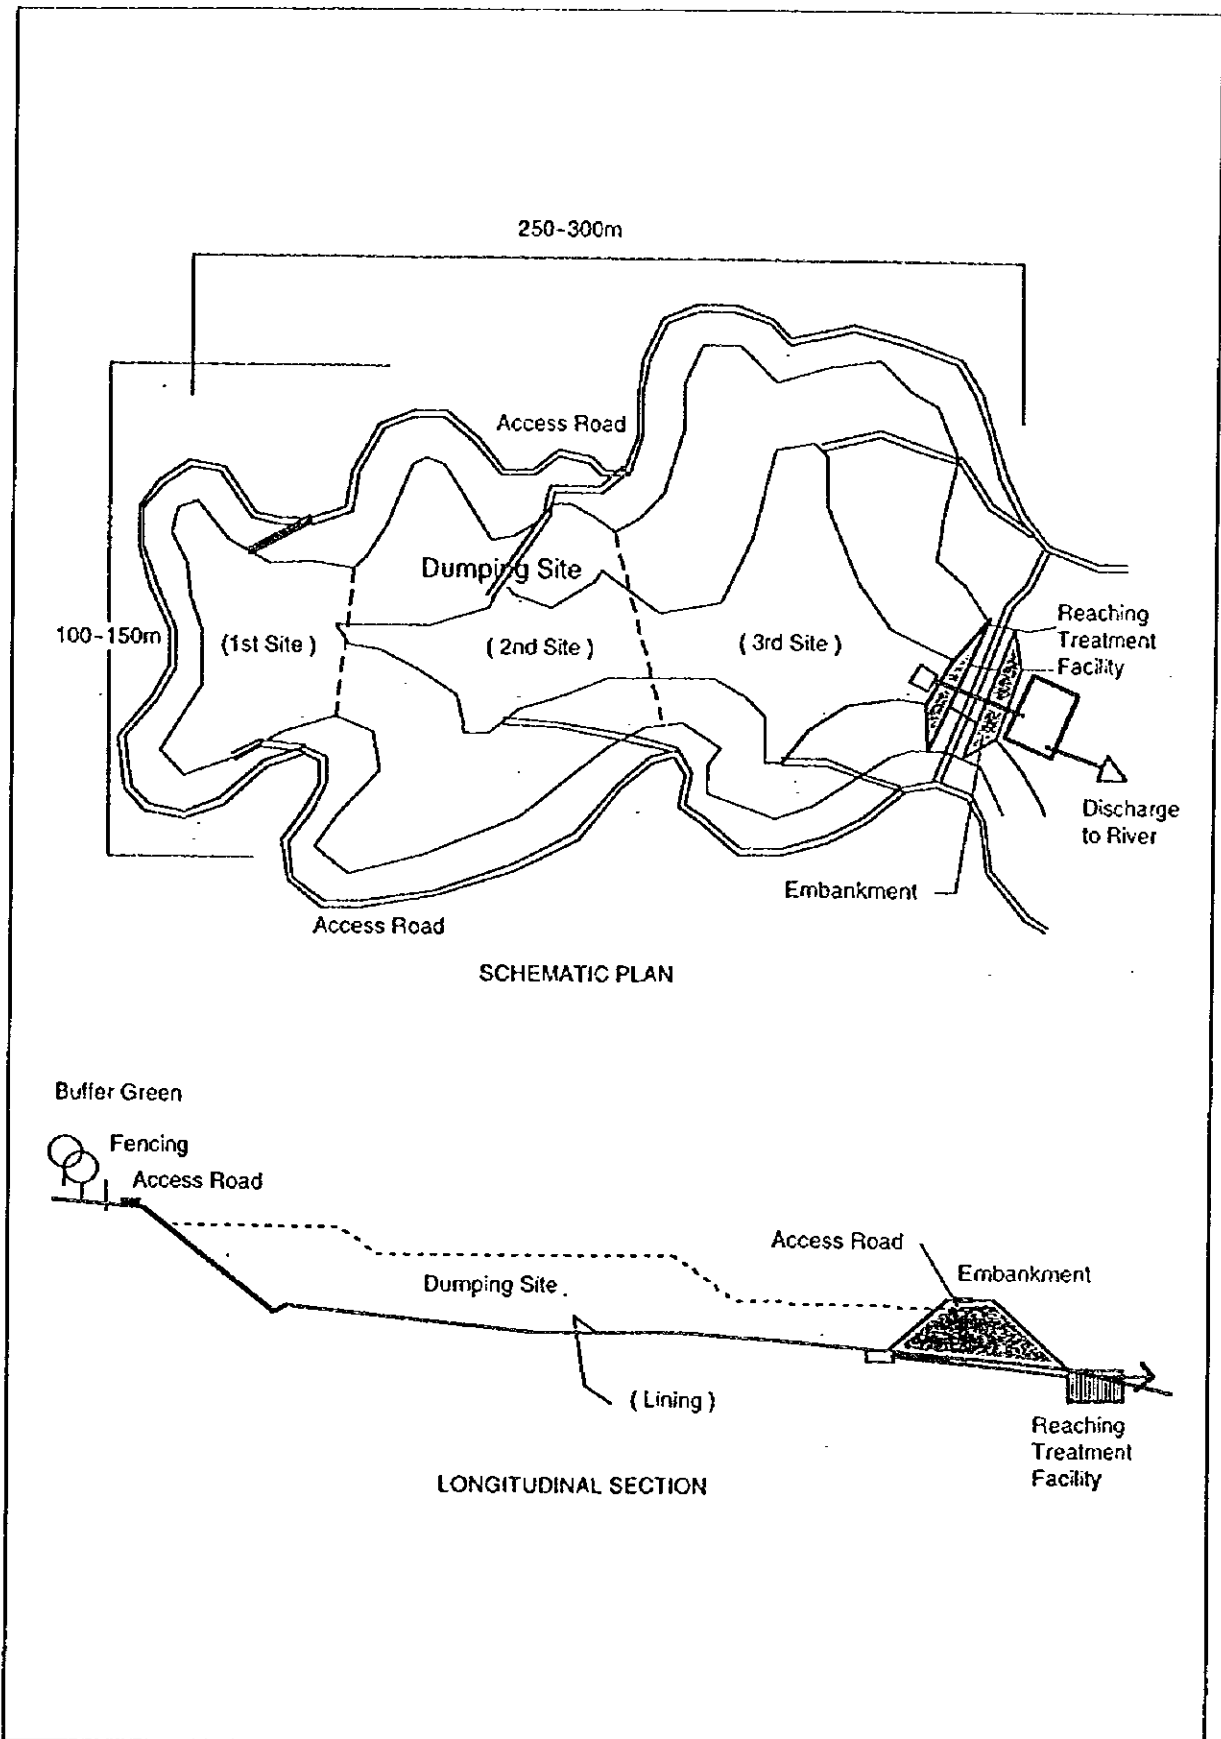 250-300m
Access Road
Dumping Site
100-150m
(1st Site)
(2nd Site)
(3rd Site)
Reaching
Treatment
Facility
Discharge
to River
Embankment
Access Road
SCHEMATIC PLAN
Buffer Green
Fencing
Access Road
Access Road
Embankment
Dumping Site
(Lining)
Reaching
Treatment
Facility
LONGITUDINAL SECTION